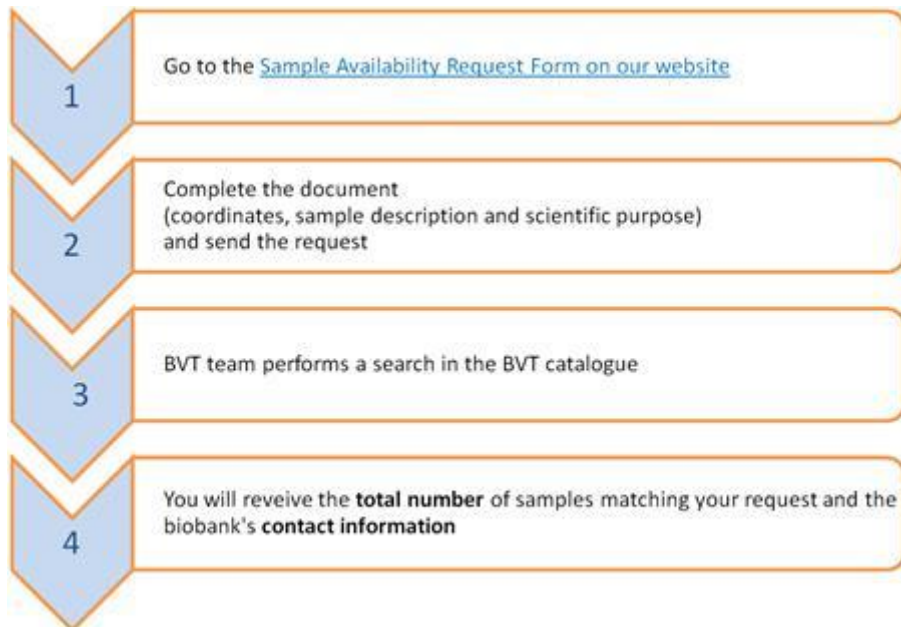 1
Go to the Sample Availability Request Form on our website
2
Complete the document
(coordinates, sample description and scientific purpose)
and send the request
3
BVT team performs a search in the BVT catalogue
4
You will reveive the total number of samples matching your request and the
biobank's contact information